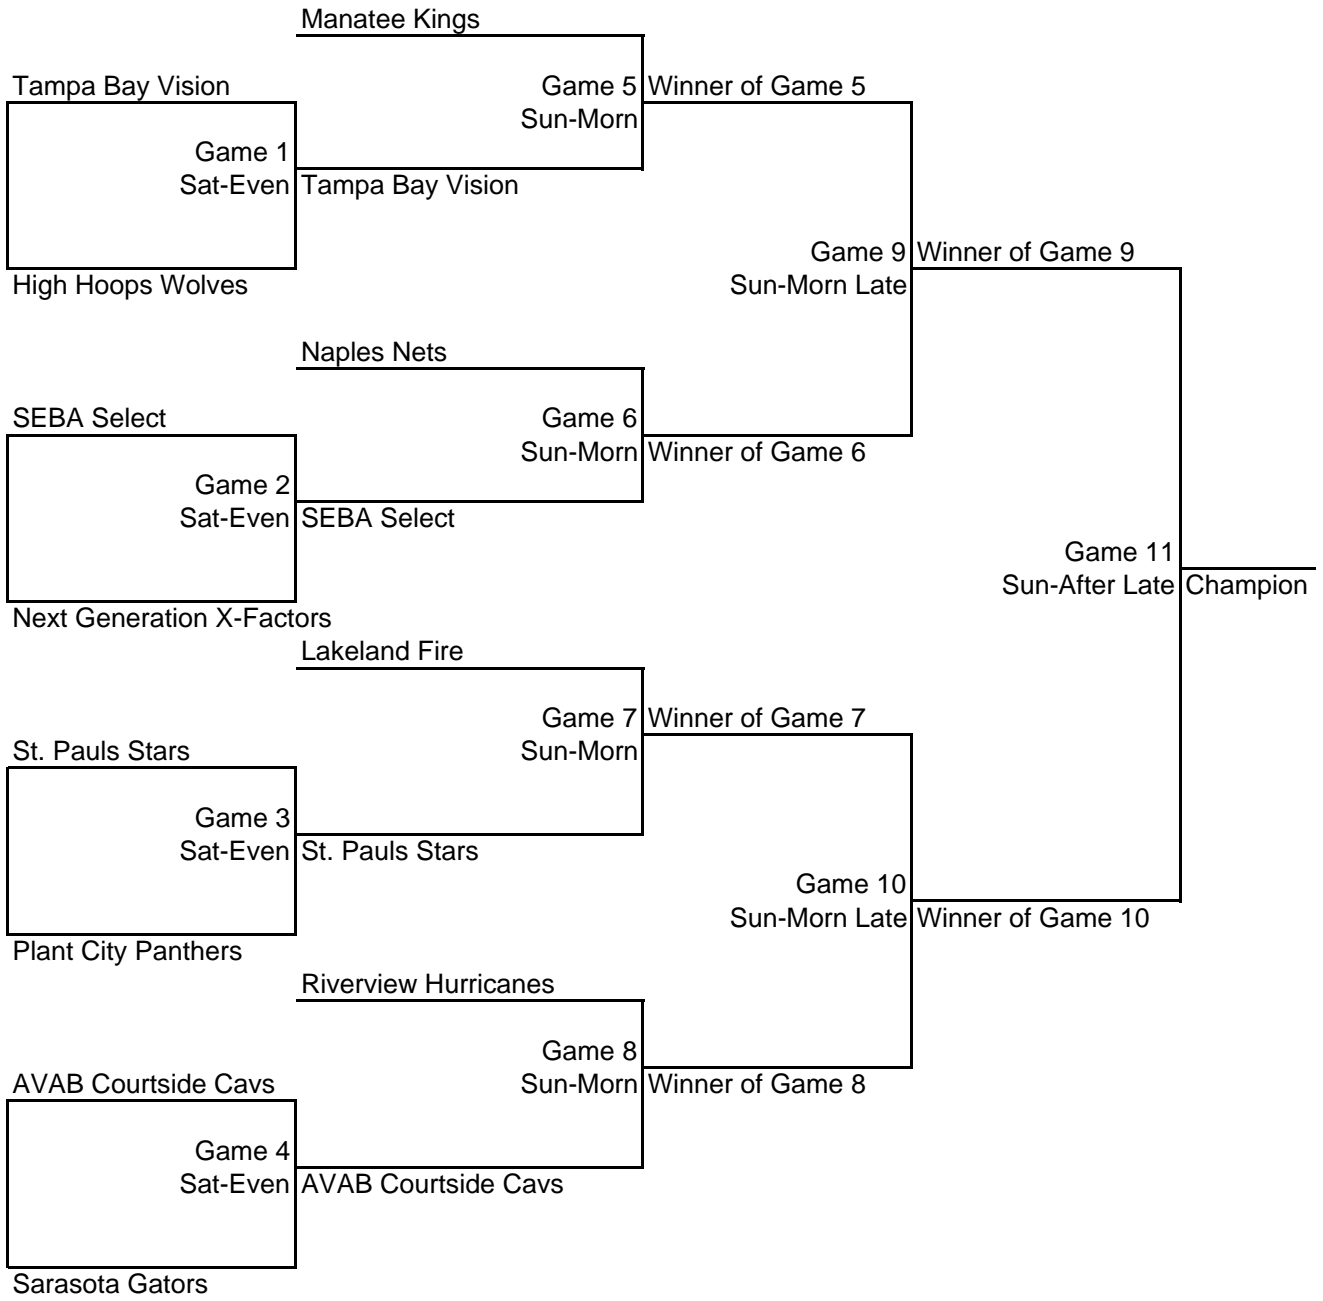 Manatee Kings
Tampa Bay Vision
Game 5
Winner of Game 5
Sun-Morn
Game 1
Sat-Even
Tampa Bay Vision
Game 9
Winner of Game 9
High Hoops Wolves
Sun-Morn Late
Naples Nets
SEBA Select
Game 6
Sun-Morn
Winner of Game 6
Game 2
Sat-Even
SEBA Select
Game 11
Sun-After Late
Champion
Next Generation X-Factors
Lakeland Fire
Game 7
Winner of Game 7
St. Pauls Stars
Sun-Morn
Game 3
Sat-Even
St. Pauls Stars
Game 10
Sun-Morn Late
Winner of Game 10
Plant City Panthers
Riverview Hurricanes
Game 8
AVAB Courtside Cavs
Sun-Morn
Winner of Game 8
Game 4
Sat-Even
AVAB Courtside Cavs
Sarasota Gators